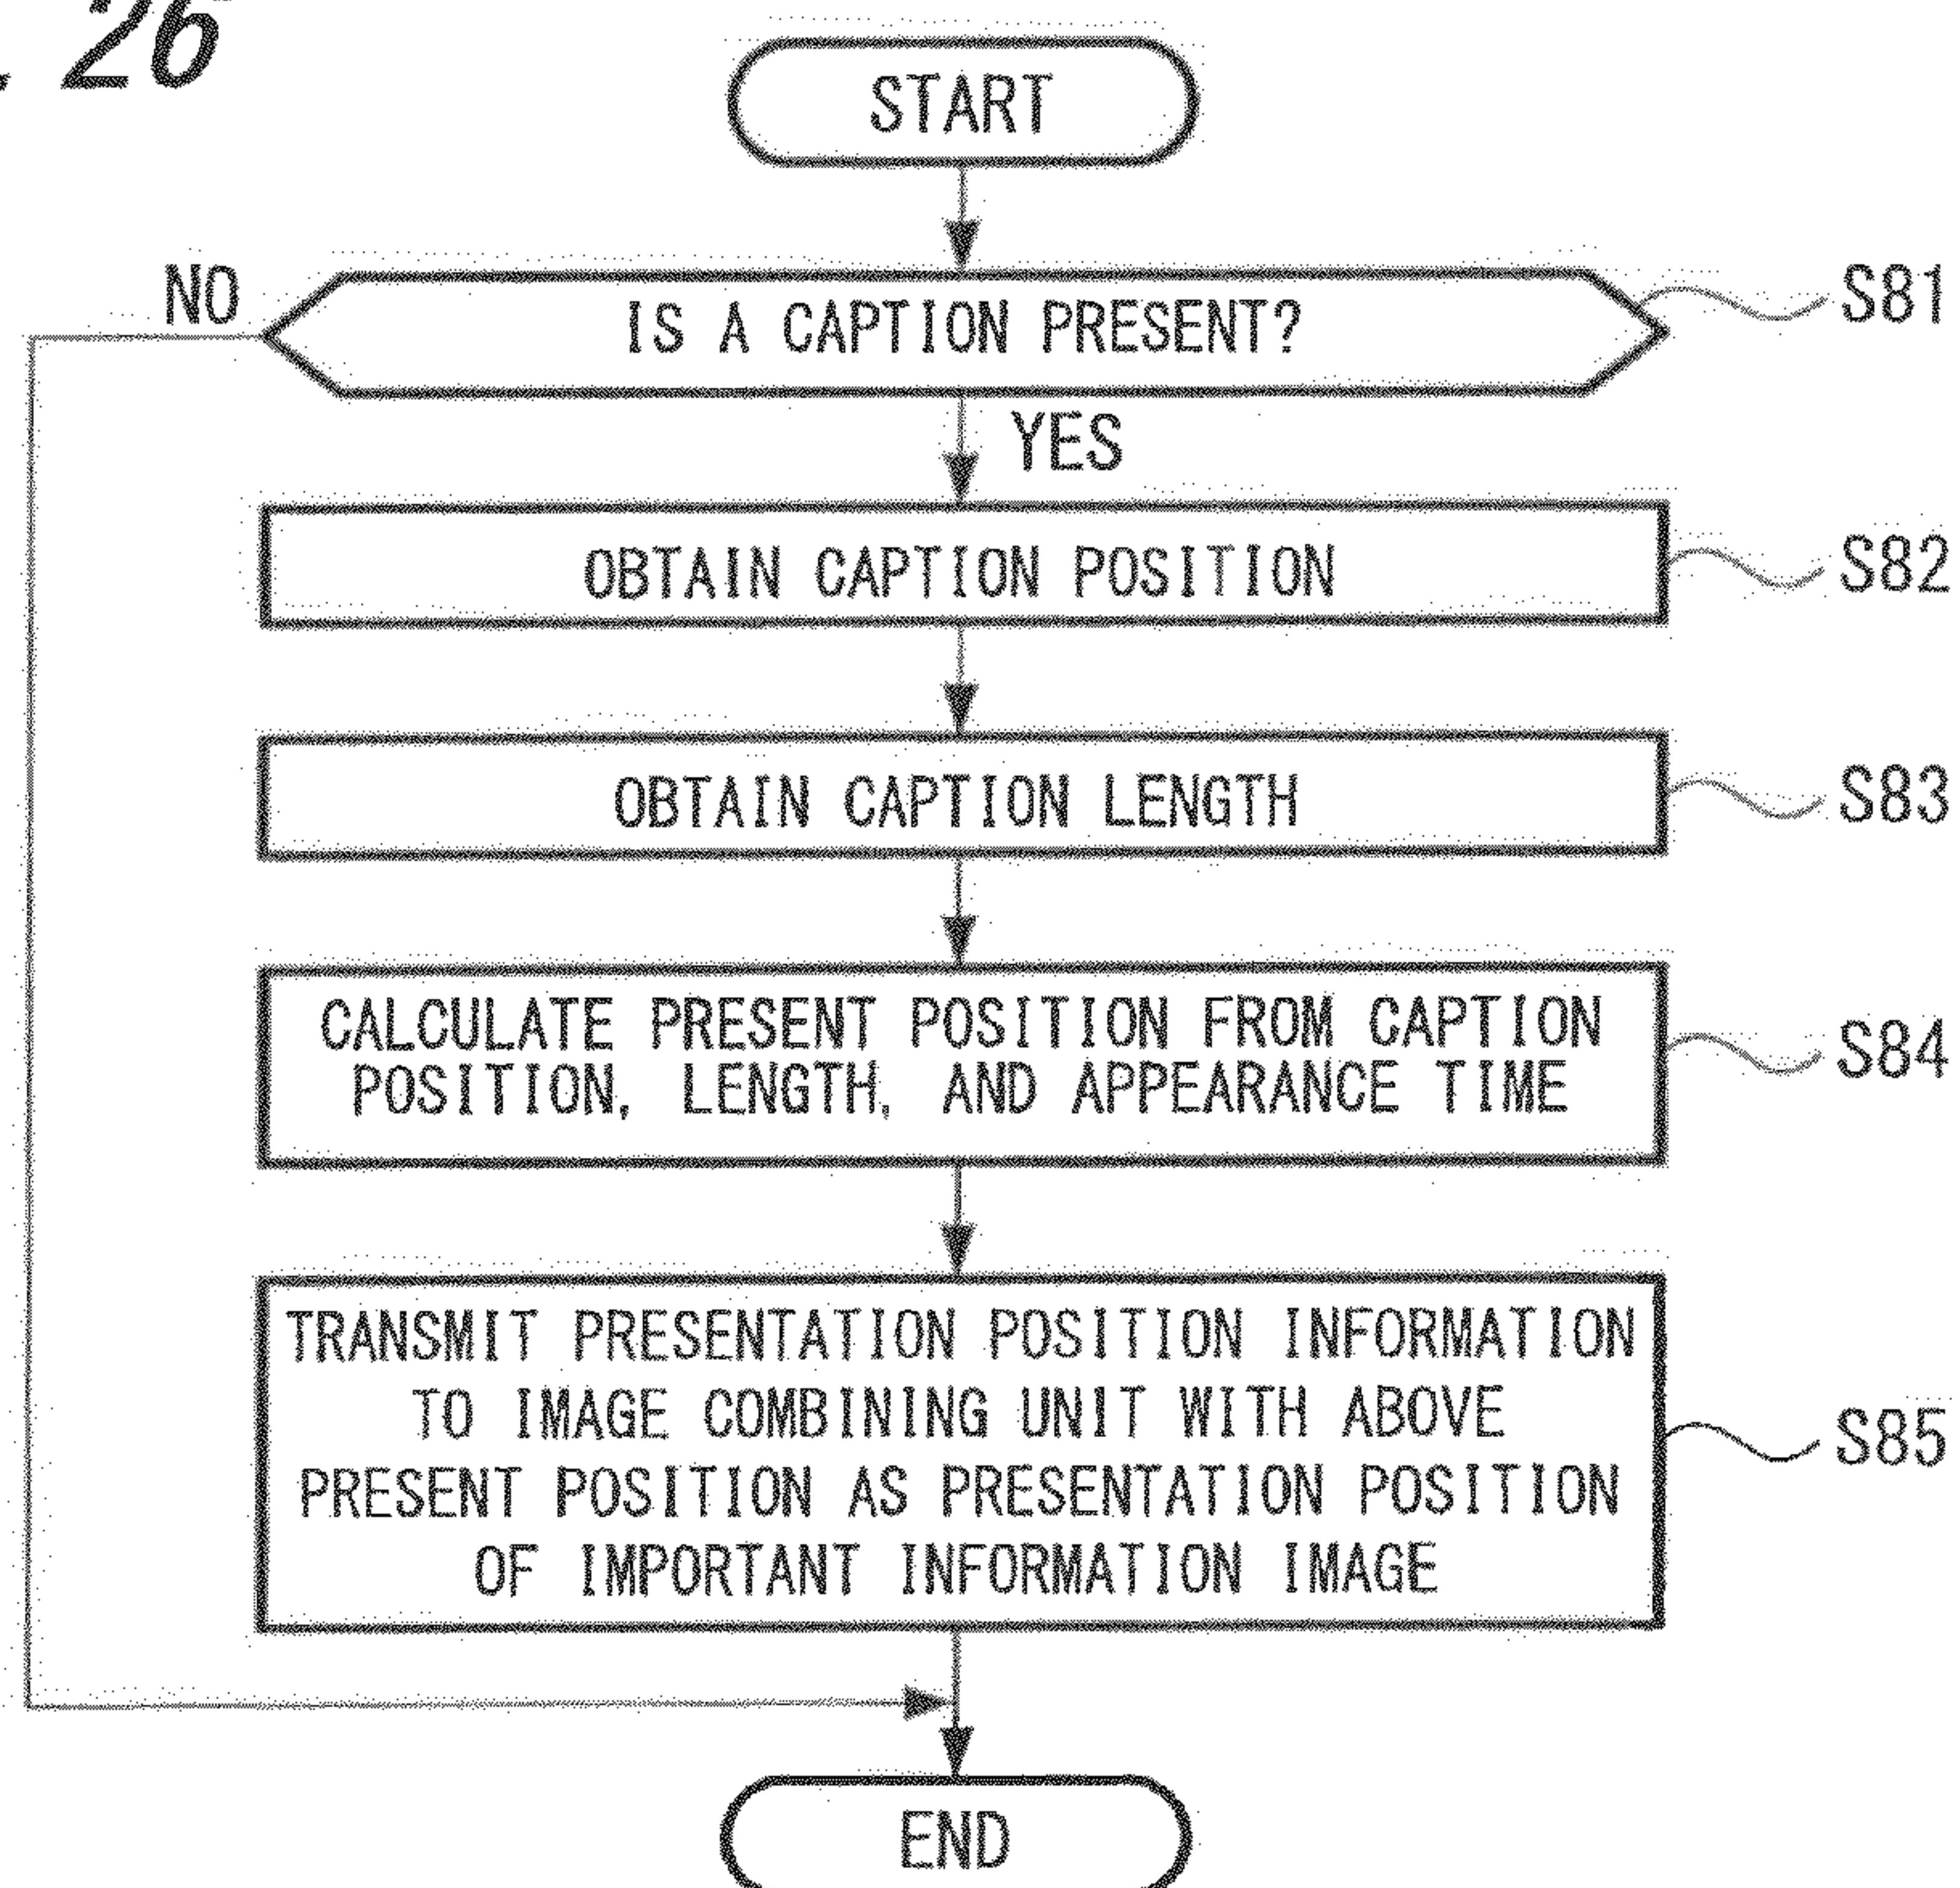 . 26
START
NO
IS A CAPTION PRESENT?
S81
YES
OBTAIN CAPTION POSITION
S82
OBTAIN CAPTION LENGTH
S83
CALCULATE PRESENT POSITION FROM CAPTION
POSITION, LENGTH, AND APPEARANCE TIME
S84
TRANSMIT PRESENTATION POSITION INFORMATION
TO IMAGE COMBINING UNIT WITH ABOVE
PRESENT POSITION AS PRESENTATION POSITION
OF IMPORTANT INFORMATION IMAGE
S85
END